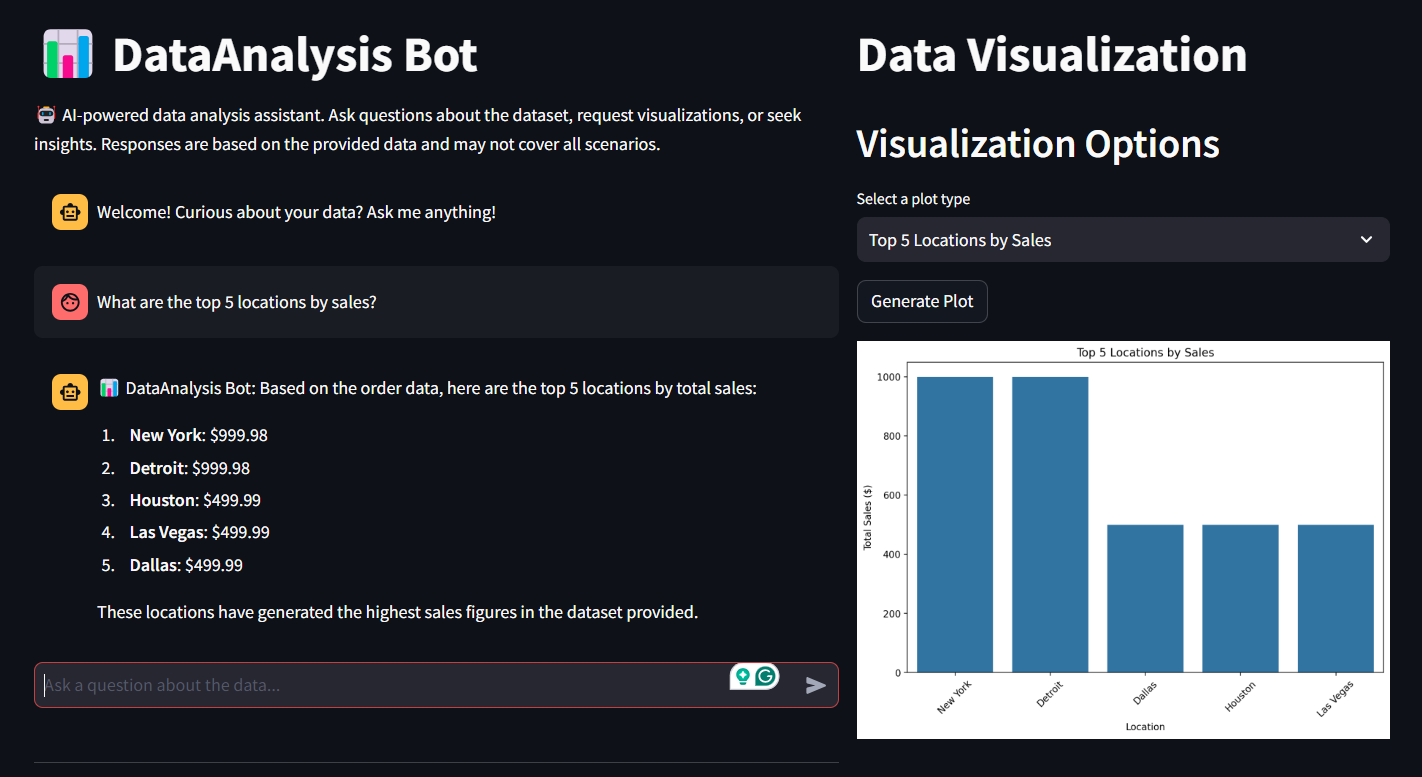 DataAnalysis Bot
AI-powered data analysis assistant. Ask questions about the dataset, request visualizations, or seek
insights. Responses are based on the provided data and may not cover all scenarios.
Welcome! Curious about your data? Ask me anything!
What are the top 5 locations by sales?
DataAnalysis Bot: Based on the order data, here are the top 5 locations by total sales:
1. New York: $999.98
2. Detroit: $999.98
3. Houston: $499.99
4. Las Vegas: $499.99
5. Dallas: $499.99
These locations have generated the highest sales figures in the dataset provided.
Ask a question about the data...
Data Visualization
Visualization Options
Select a plot type
Top 5 Locations by Sales
Generate Plot
Top 5 Locations by Sales
Total Sales ($)
1000
800
600
400
200
0
New York
Detroit
Dallas
Houston
Las Vegas
Location